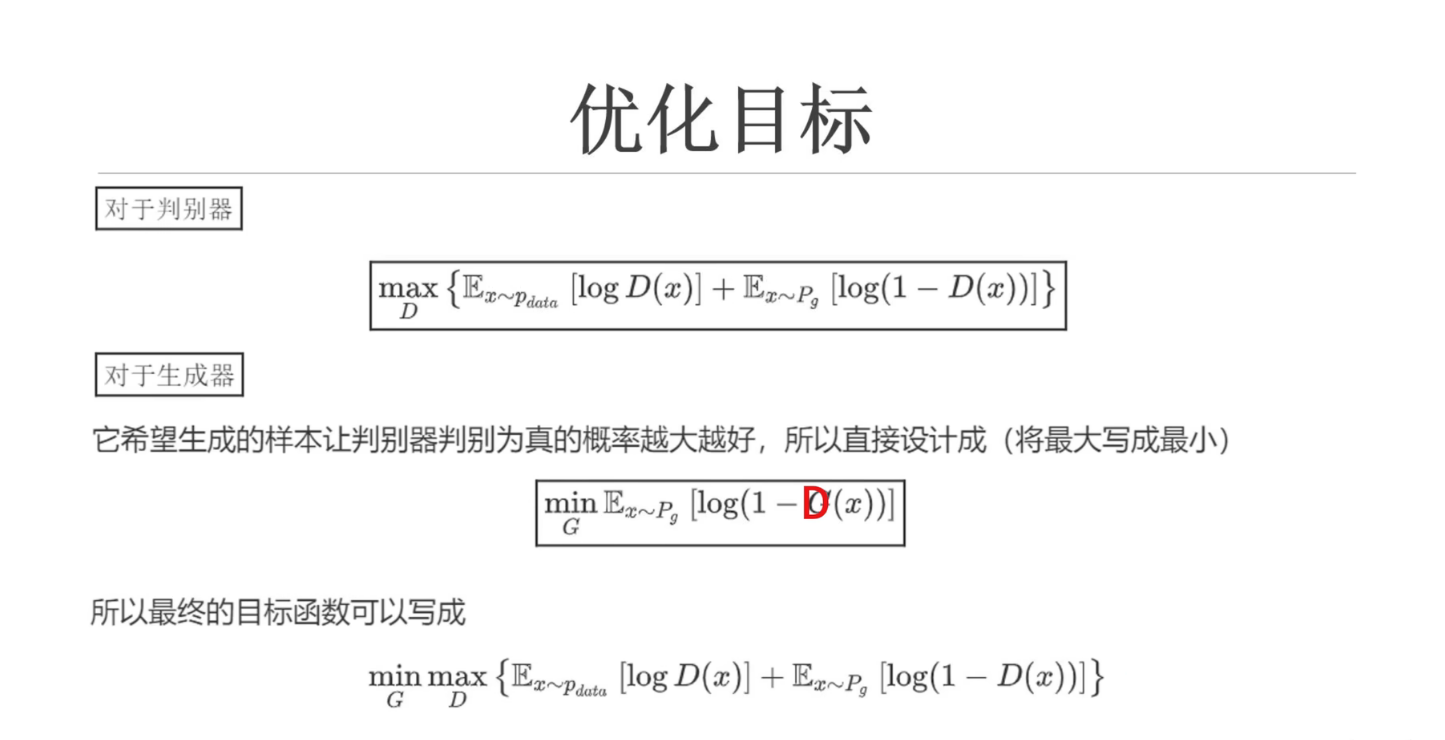 优化目标
对于判别器
$\max_{D} \{\mathbb{E}_{x\sim p_{data}} [\log D(x)] + \mathbb{E}_{x\sim P_g} [\log(1 - D(x))]\}$
对于生成器
它希望生成的样本让判别器判别为真的概率越大越好，所以直接设计成（将最大写成最小）
$\min_{G} \mathbb{E}_{x\sim P_g} [\log(1 - D(x))]$
所以最终的目标函数可以写成
$\min_{G} \max_{D} \{\mathbb{E}_{x\sim p_{data}} [\log D(x)] + \mathbb{E}_{x\sim P_g} [\log(1 - D(x))]\}$